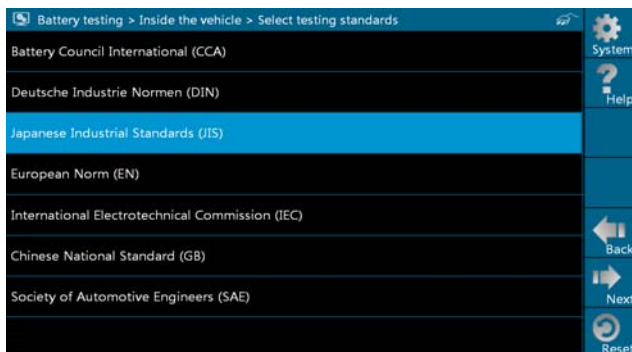 Battery testing > Inside the vehicle > Select testing standards
System
Battery Council International (CCA)
Help
Deutsche Industrie Normen (DIN)
Japanese Industrial Standards (JIS)
European Norm (EN)
International Electrotechnical Commission (IEC)
Back
Chinese National Standard (GB)
Next
Society of Automotive Engineers (SAE)
Reset